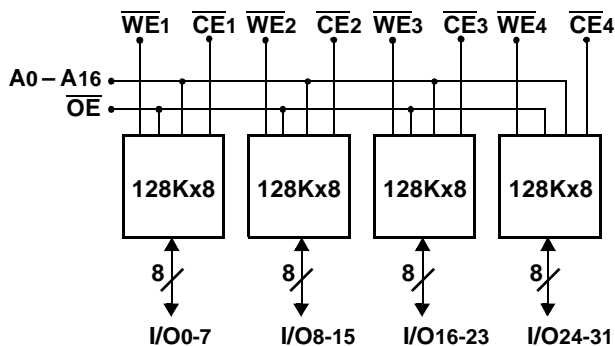 WE1 CE1 WE2 CE2 WE3 CE3 WE4 CE4
A0 – A16
OE
128Kx8 128Kx8 128Kx8 128Kx8
8 8 8 8
I/O0-7 I/O8-15 I/O16-23 I/O24-31